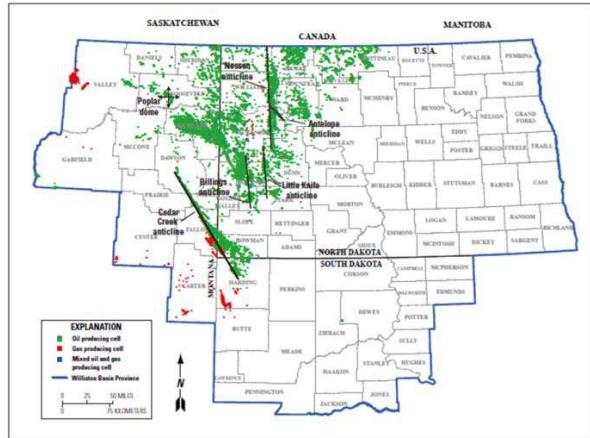 SASKATCHEWAN
CANADA
MANITOBA
U.S.A.
DANIELS
SHERIDAN
Nesson
anticline
ROLETTE
TOWNER
CAVALIER
PEMBINA
VALLEY
Poplar
dome
WARD
MCHENRY
PIERCE
BENSON
RAMSEY
WALSH
NELSON
GRAND
FORKS
Antelope
anticline
GARFIELD
MCCONE
DAWSON
MCLEAN
SHERIDAN
WELLS
EDDY
FOSTER
GRIGGS
STEELE
TRAILL
DUNN
MERCER
OLIVER
PRAIRIE
Billings
anticline
Little Knife
anticline
BURLEIGH
KIDDER
STUTSMAN
BARNES
CASS
MORTON
Cedar
Creek
anticline
FALLON
SLOPE
HETTINGER
GRANT
SIOUX
EMMONS
LOGAN
LAMOURE
RANSOM
RICHLAND
BOWMAN
ADAMS
MCINTOSH
DICKEY
SARGENT
NORTH DAKOTA
SOUTH DAKOTA
MONTANA
CARTER
HARDING
PERKINS
CORSON
CAMPBELL
MCPHERSON
WALWORTH
EDMUNDS
DEWEY
POTTER
BUTTE
ZIEBACH
SULLY
MEADE
HAAKON
STANLEY
HUGHES
LAWRENCE
PENNINGTON
JACKSON
JONES
EXPLANATION
Oil producing cell
Gas producing cell
Mixed oil and gas
producing cell
Williston Basin Province
0 25 50 MILES
0 75 KILOMETERS
N